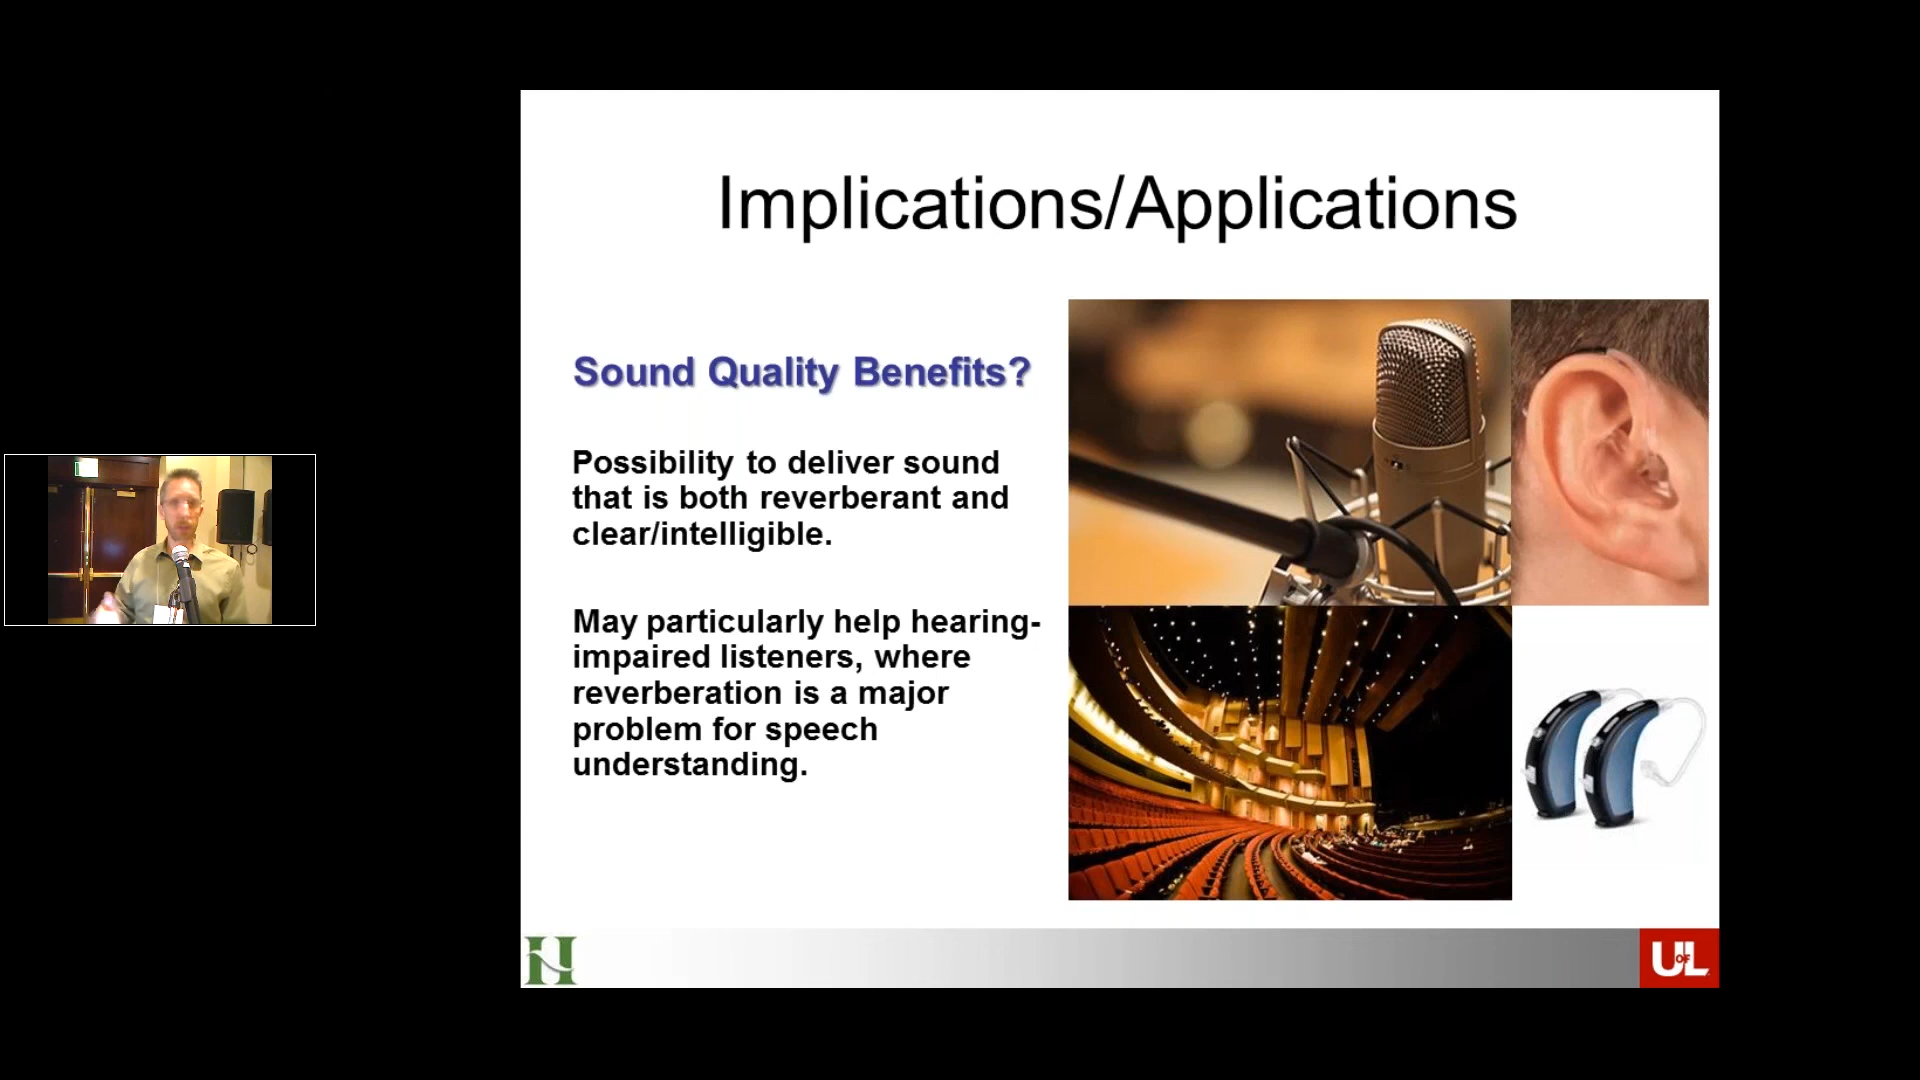 Implications/Applications
Sound Quality Benefits?
Possibility to deliver sound
that is both reverberant and
clear/intelligible.
May particularly help hearing-
impaired listeners, where
reverberation is a major
problem for speech
understanding.
H
UofL